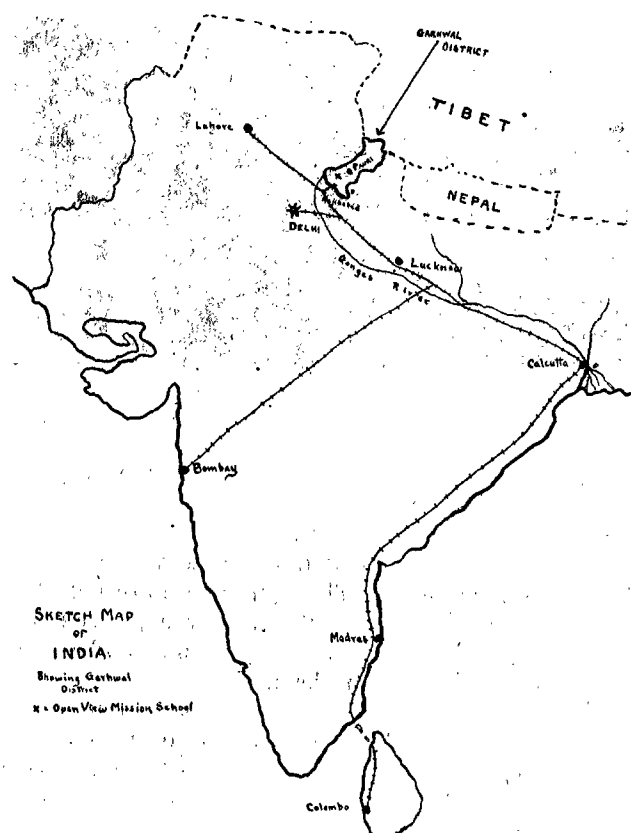 GARHWAL
DISTRICT
TIBET
Lahore
PAURI
NEPAL
DELHI
Lucknow
Ganges River
Calcutta
Bombay
SKETCH MAP
OF
INDIA.
Showing Garhwal
District
x = Open View Mission School
Madras
Colombo